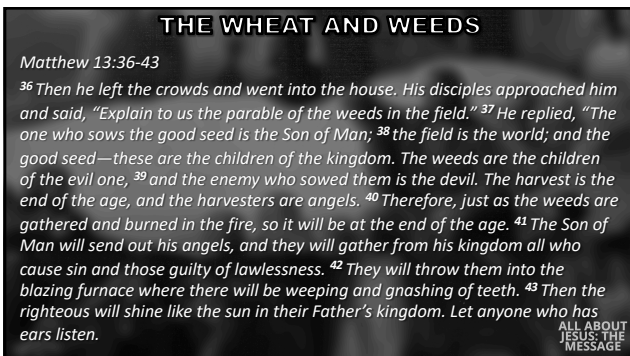 THE WHEAT AND WEEDS
Matthew 13:36-43
36 Then he left the crowds and went into the house. His disciples approached him
and said, “Explain to us the parable of the weeds in the field.” 37 He replied, “The
one who sows the good seed is the Son of Man; 38 the field is the world; and the
good seed—these are the children of the kingdom. The weeds are the children
of the evil one, 39 and the enemy who sowed them is the devil. The harvest is the
end of the age, and the harvesters are angels. 40 Therefore, just as the weeds are
gathered and burned in the fire, so it will be at the end of the age. 41 The Son of
Man will send out his angels, and they will gather from his kingdom all who
cause sin and those guilty of lawlessness. 42 They will throw them into the
blazing furnace where there will be weeping and gnashing of teeth. 43 Then the
righteous will shine like the sun in their Father’s kingdom. Let anyone who has
ears listen.
ALL ABOUT
JESUS: THE
MESSAGE